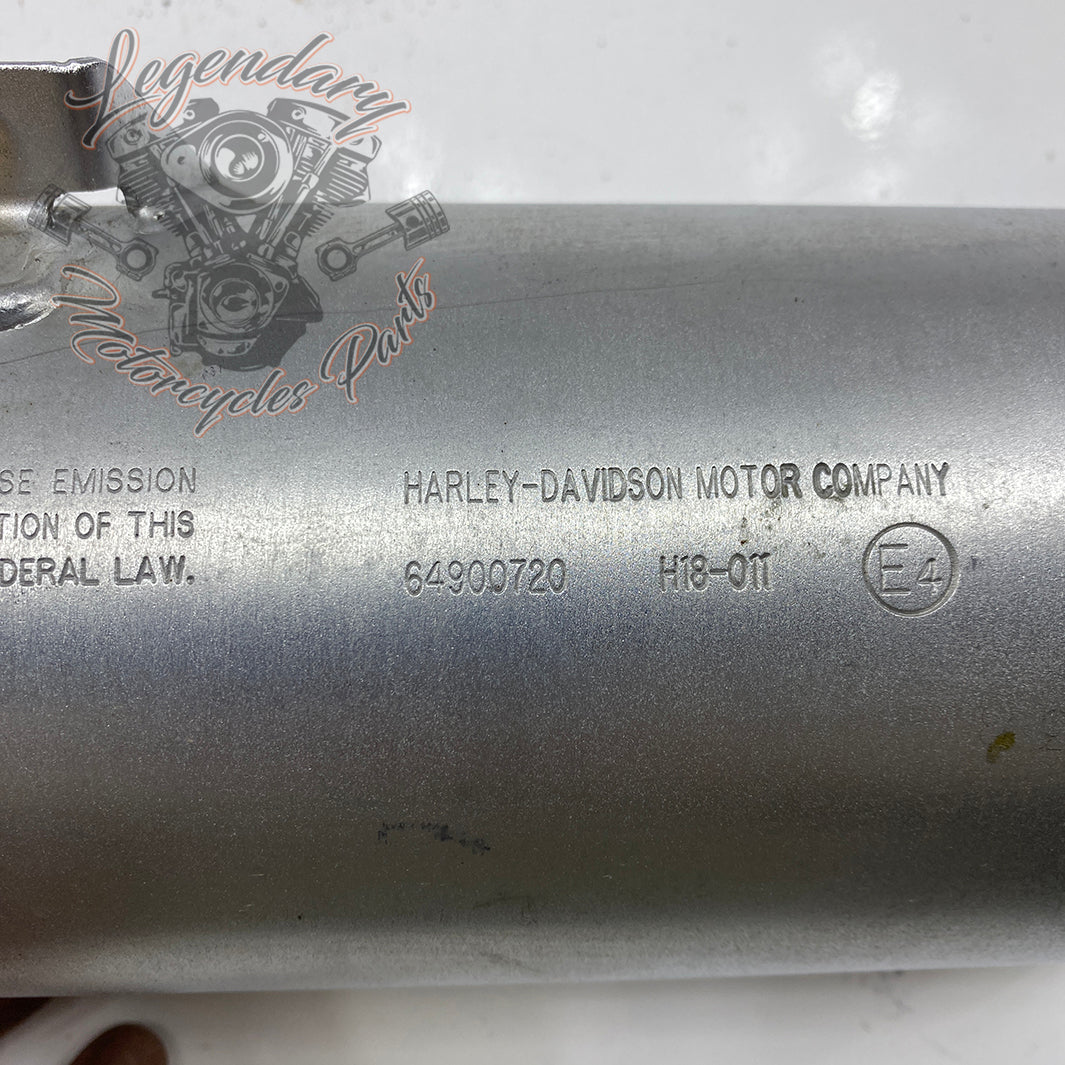 Legendary
Motorcycles Parts
SE EMISSION
TION OF THIS
DERAL LAW.
HARLEY-DAVIDSON MOTOR COMPANY
64900720 H18-011 E4